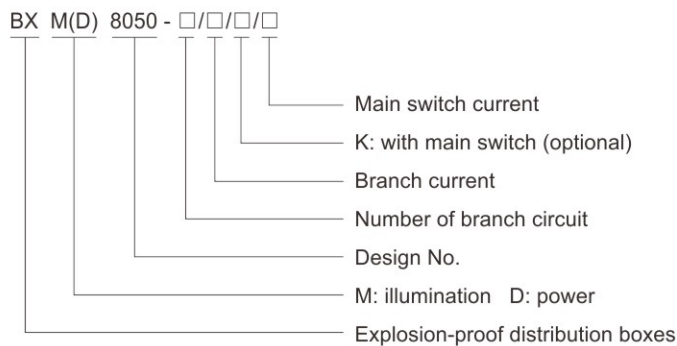 BX M(D) 8050 - □/□/□/□
Main switch current
K: with main switch (optional)
Branch current
Number of branch circuit
Design No.
M: illumination D: power
Explosion-proof distribution boxes